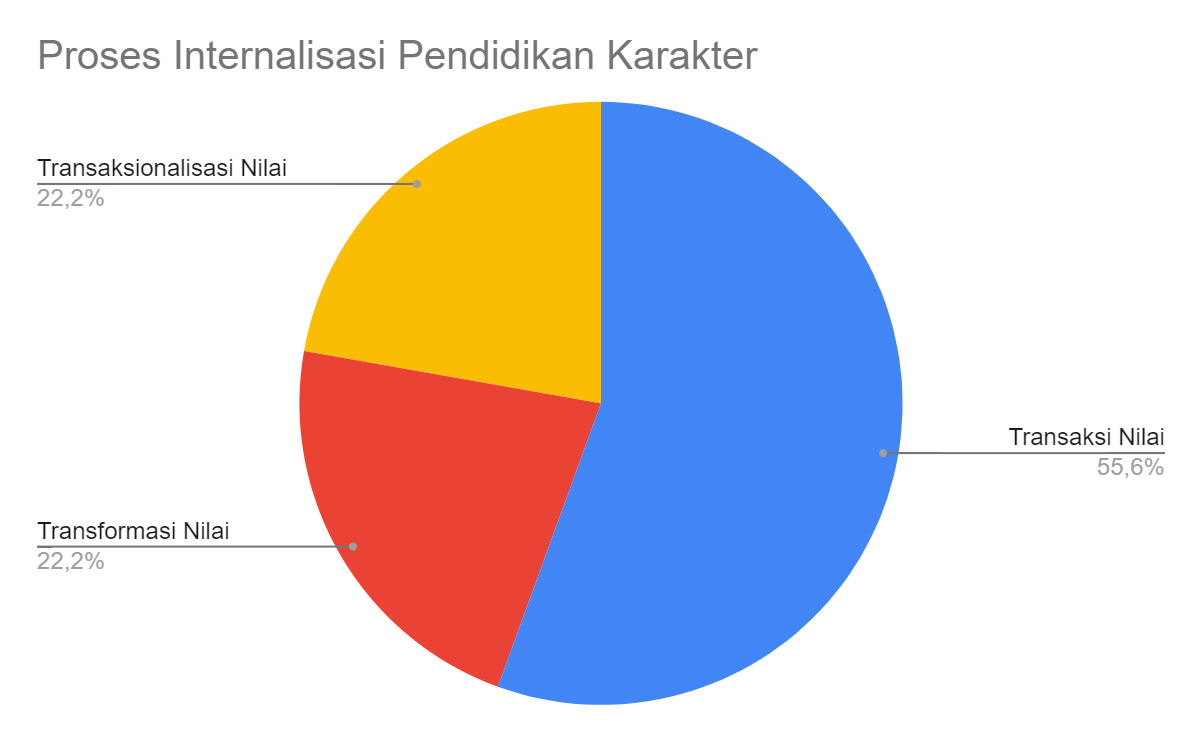 Proses Internalisasi Pendidikan Karakter
Transaksionalisasi Nilai
22,2%
Transaksi Nilai
55,6%
Transformasi Nilai
22,2%